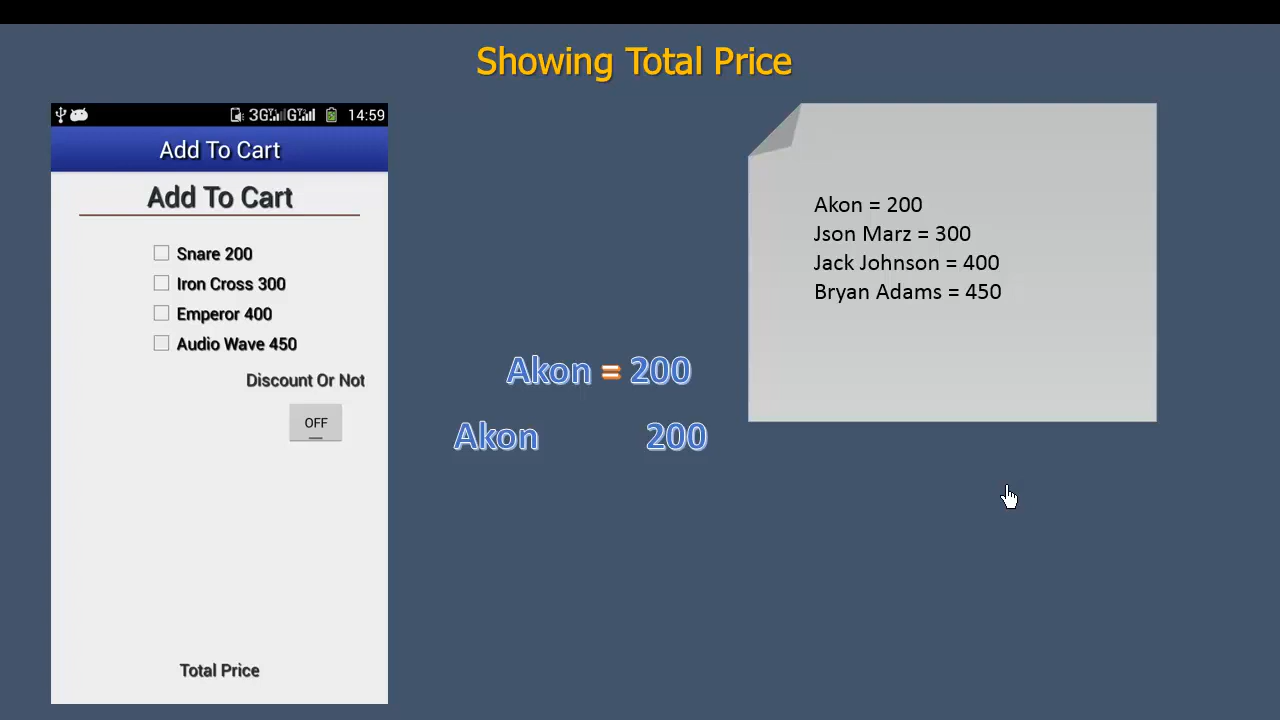 Showing Total Price
3G G 14:59
Add To Cart
Add To Cart
Snare 200
Iron Cross 300
Emperor 400
Audio Wave 450
Discount Or Not
OFF
Total Price
Akon = 200
Akon 200
Akon = 200
Json Marz = 300
Jack Johnson = 400
Bryan Adams = 450